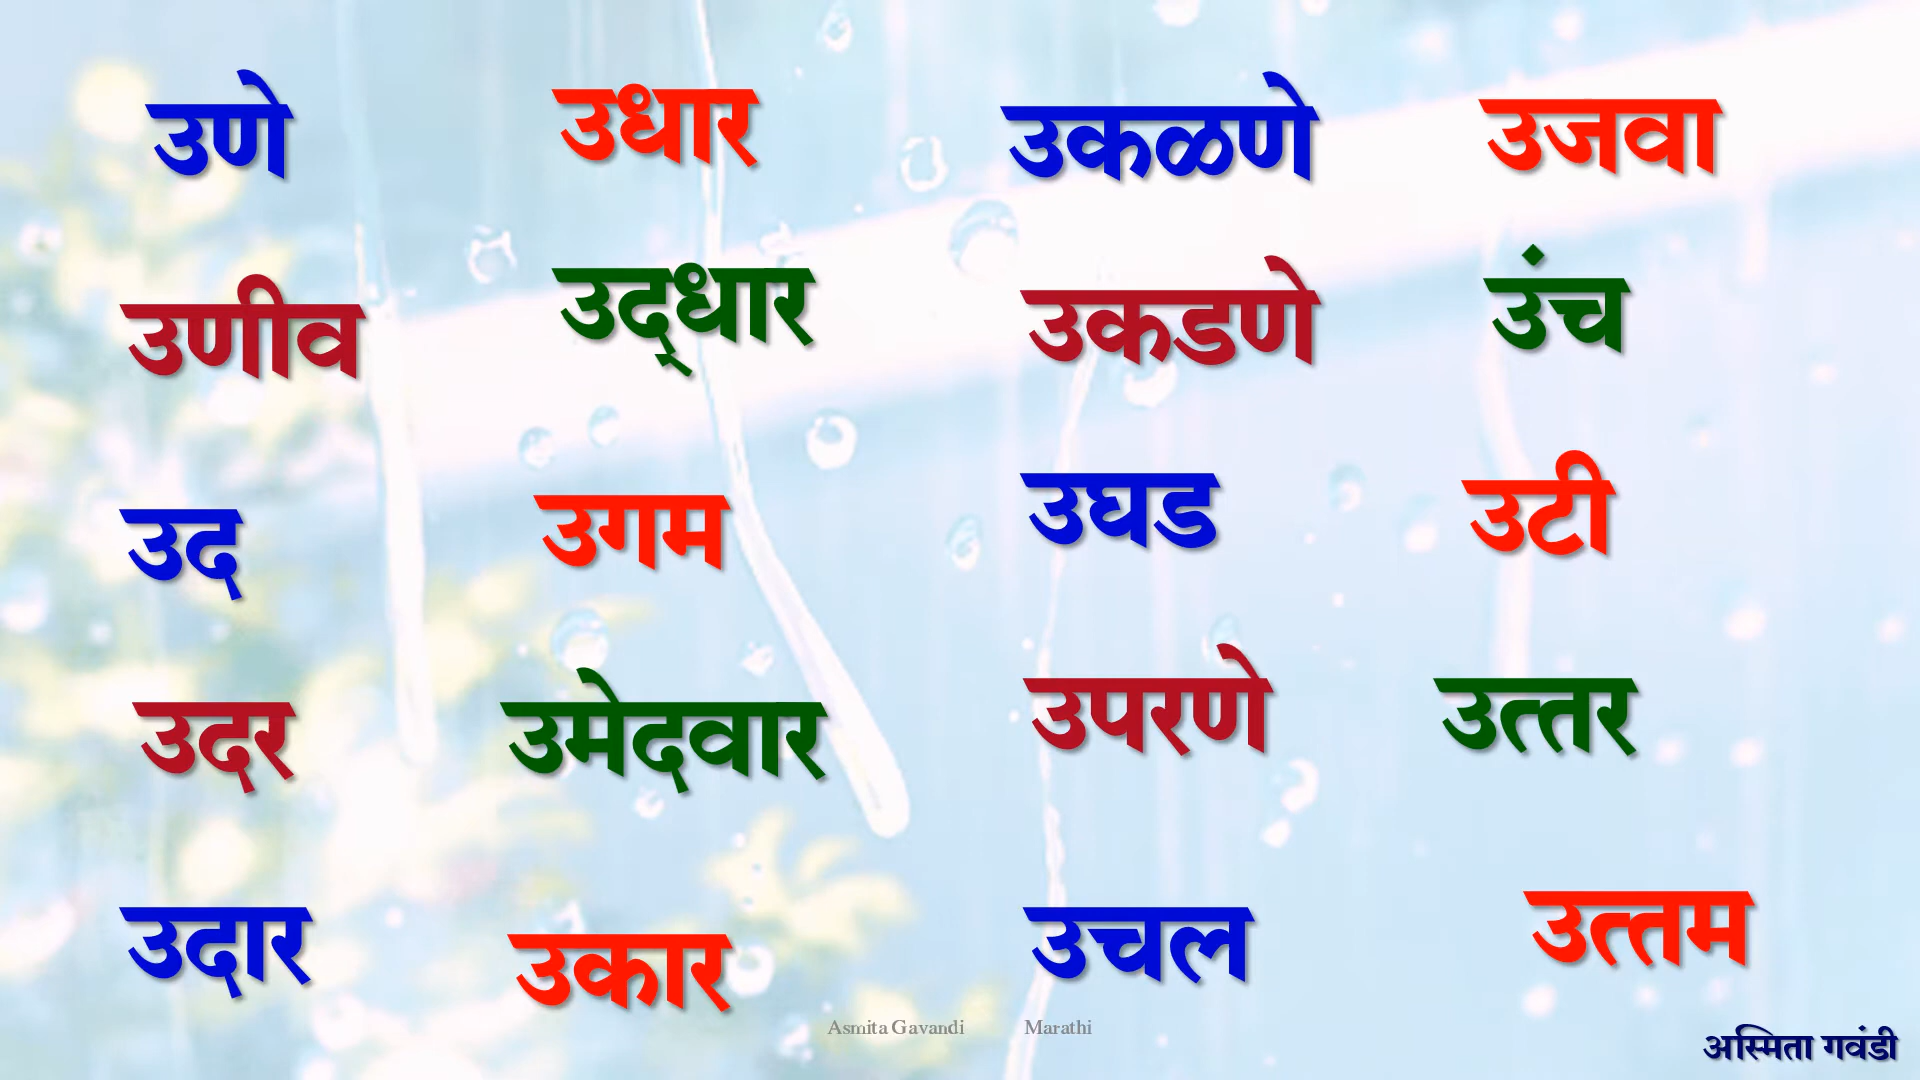 उणे उधार उकळणे उजवा
उणीव उद्‌धार उकडणे उंच
उद उगम उघड उटी
उदर उमेदवार उपरणे उत्तर
उदार उकार उचल उत्तम
Asmita Gavandi Marathi
अस्मिता गवंडी